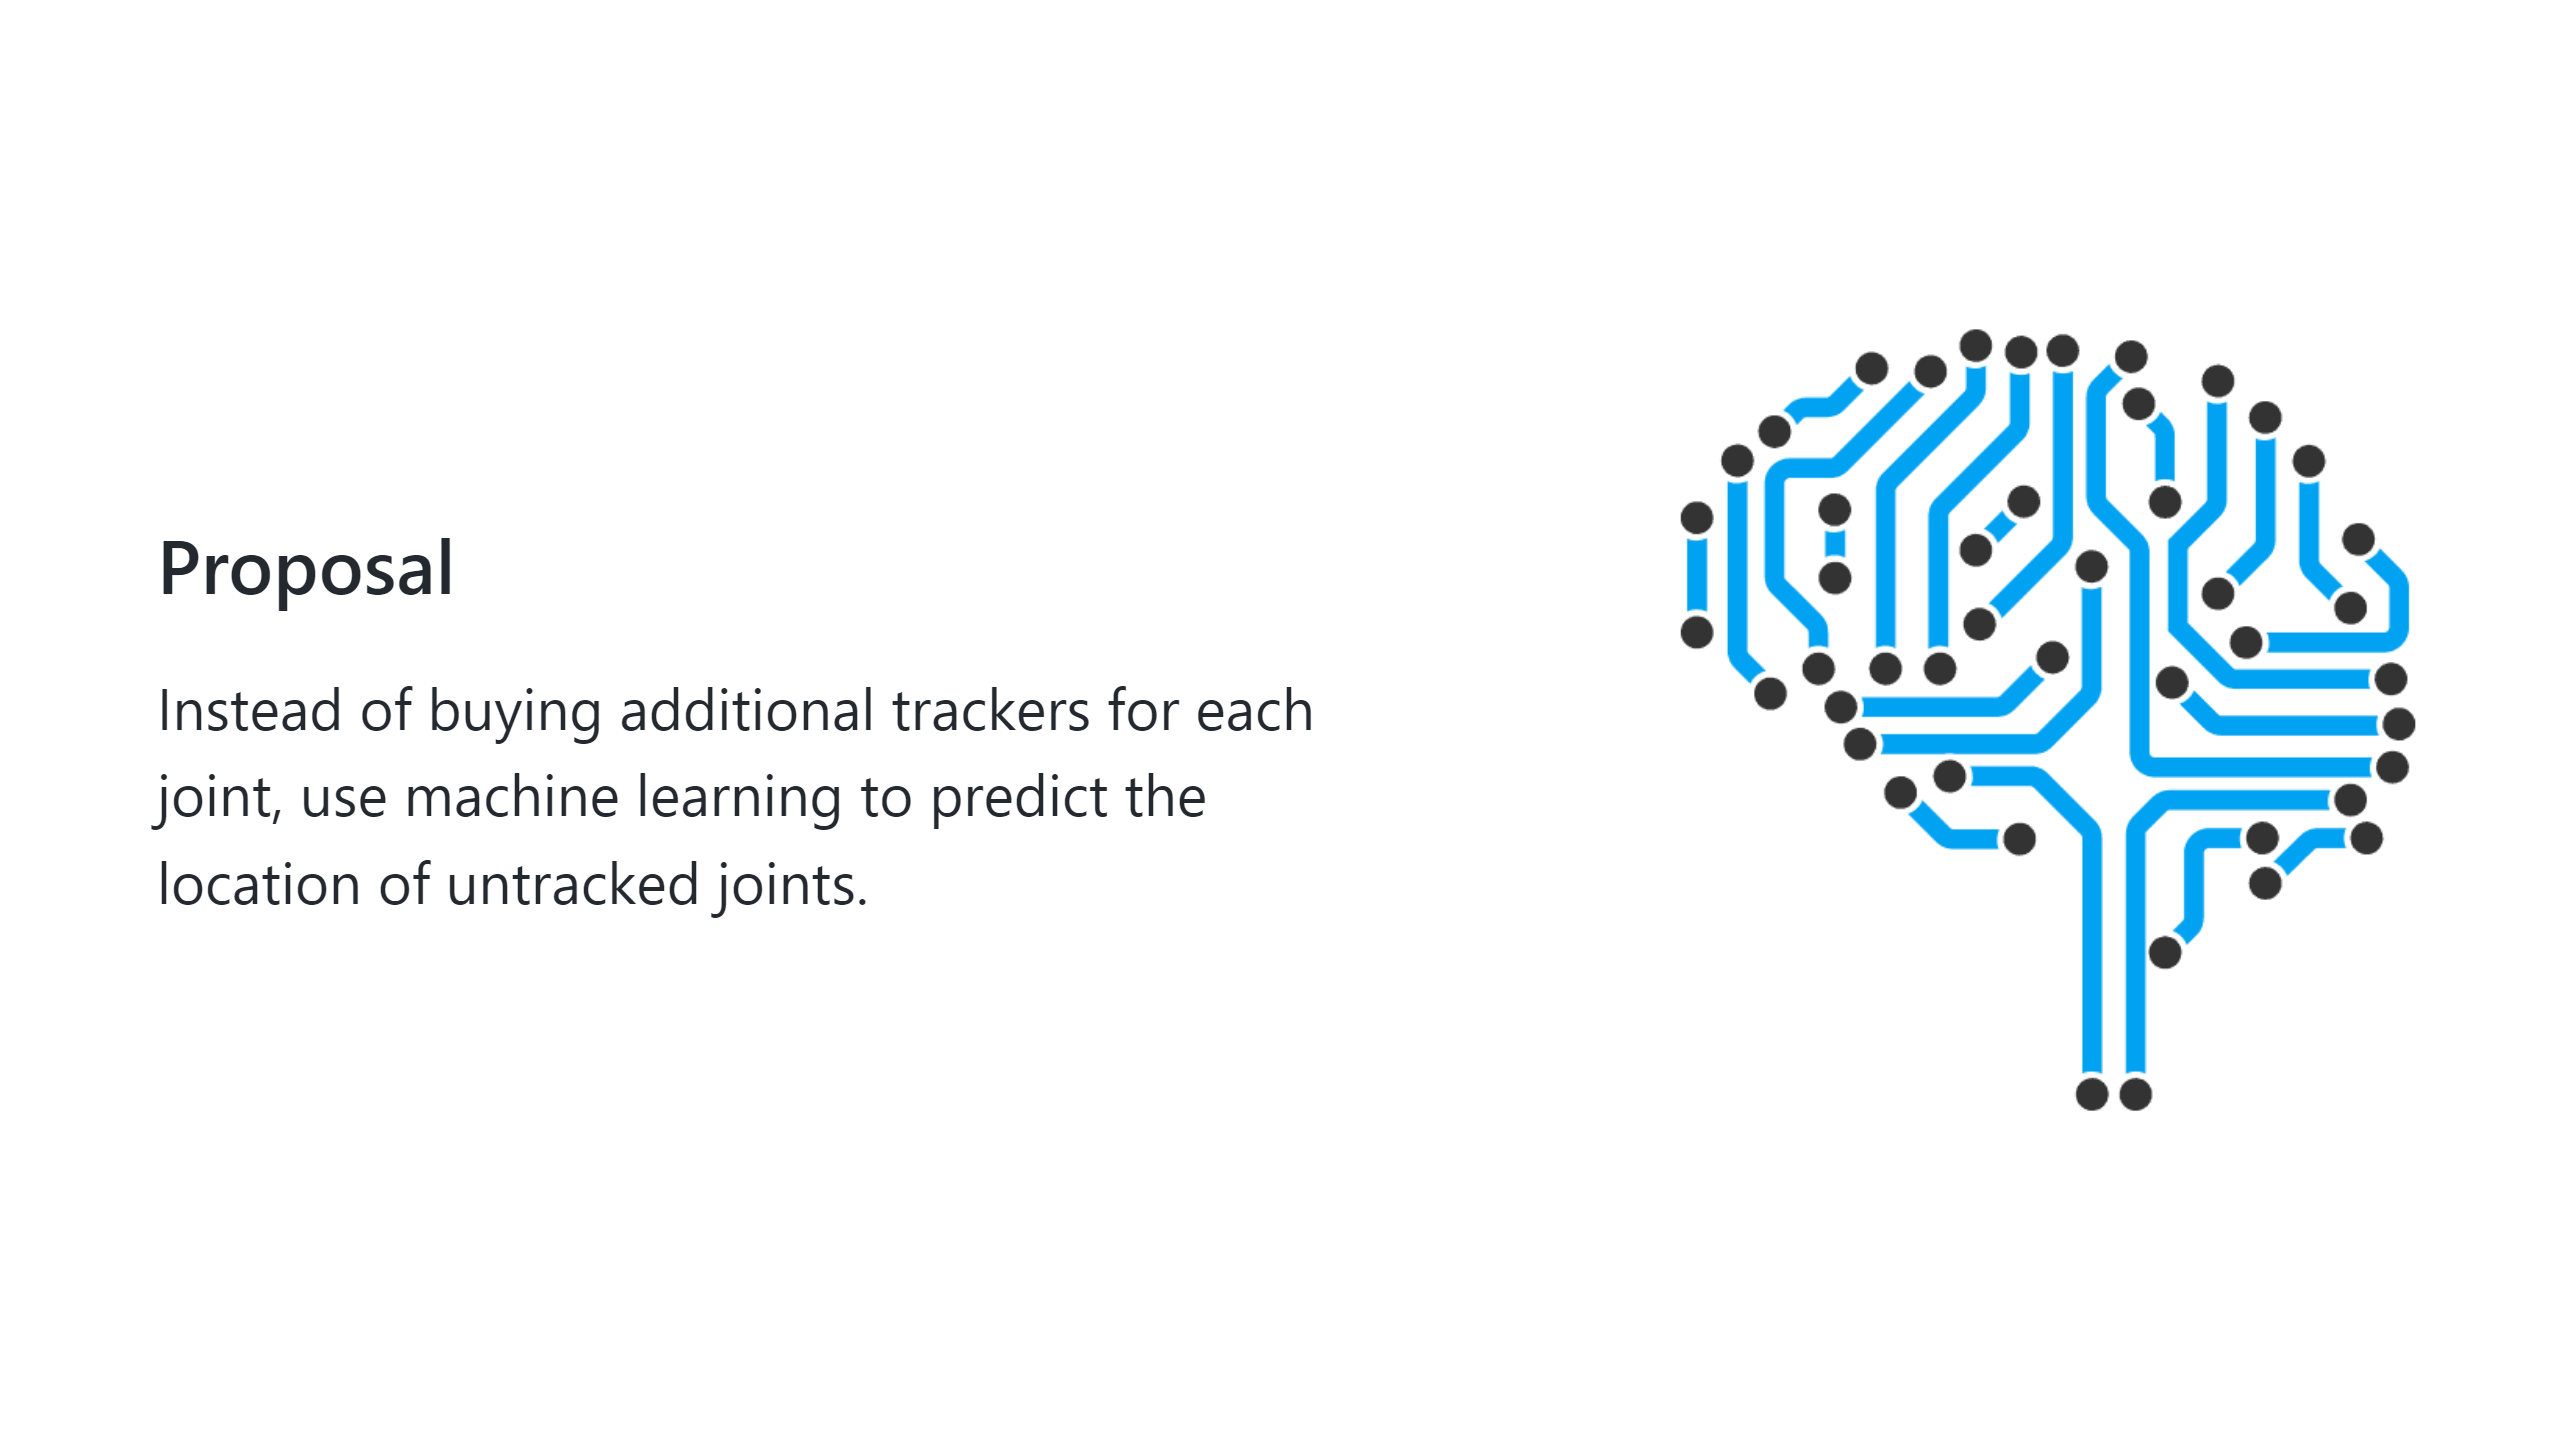 Proposal
Instead of buying additional trackers for each
joint, use machine learning to predict the
location of untracked joints.